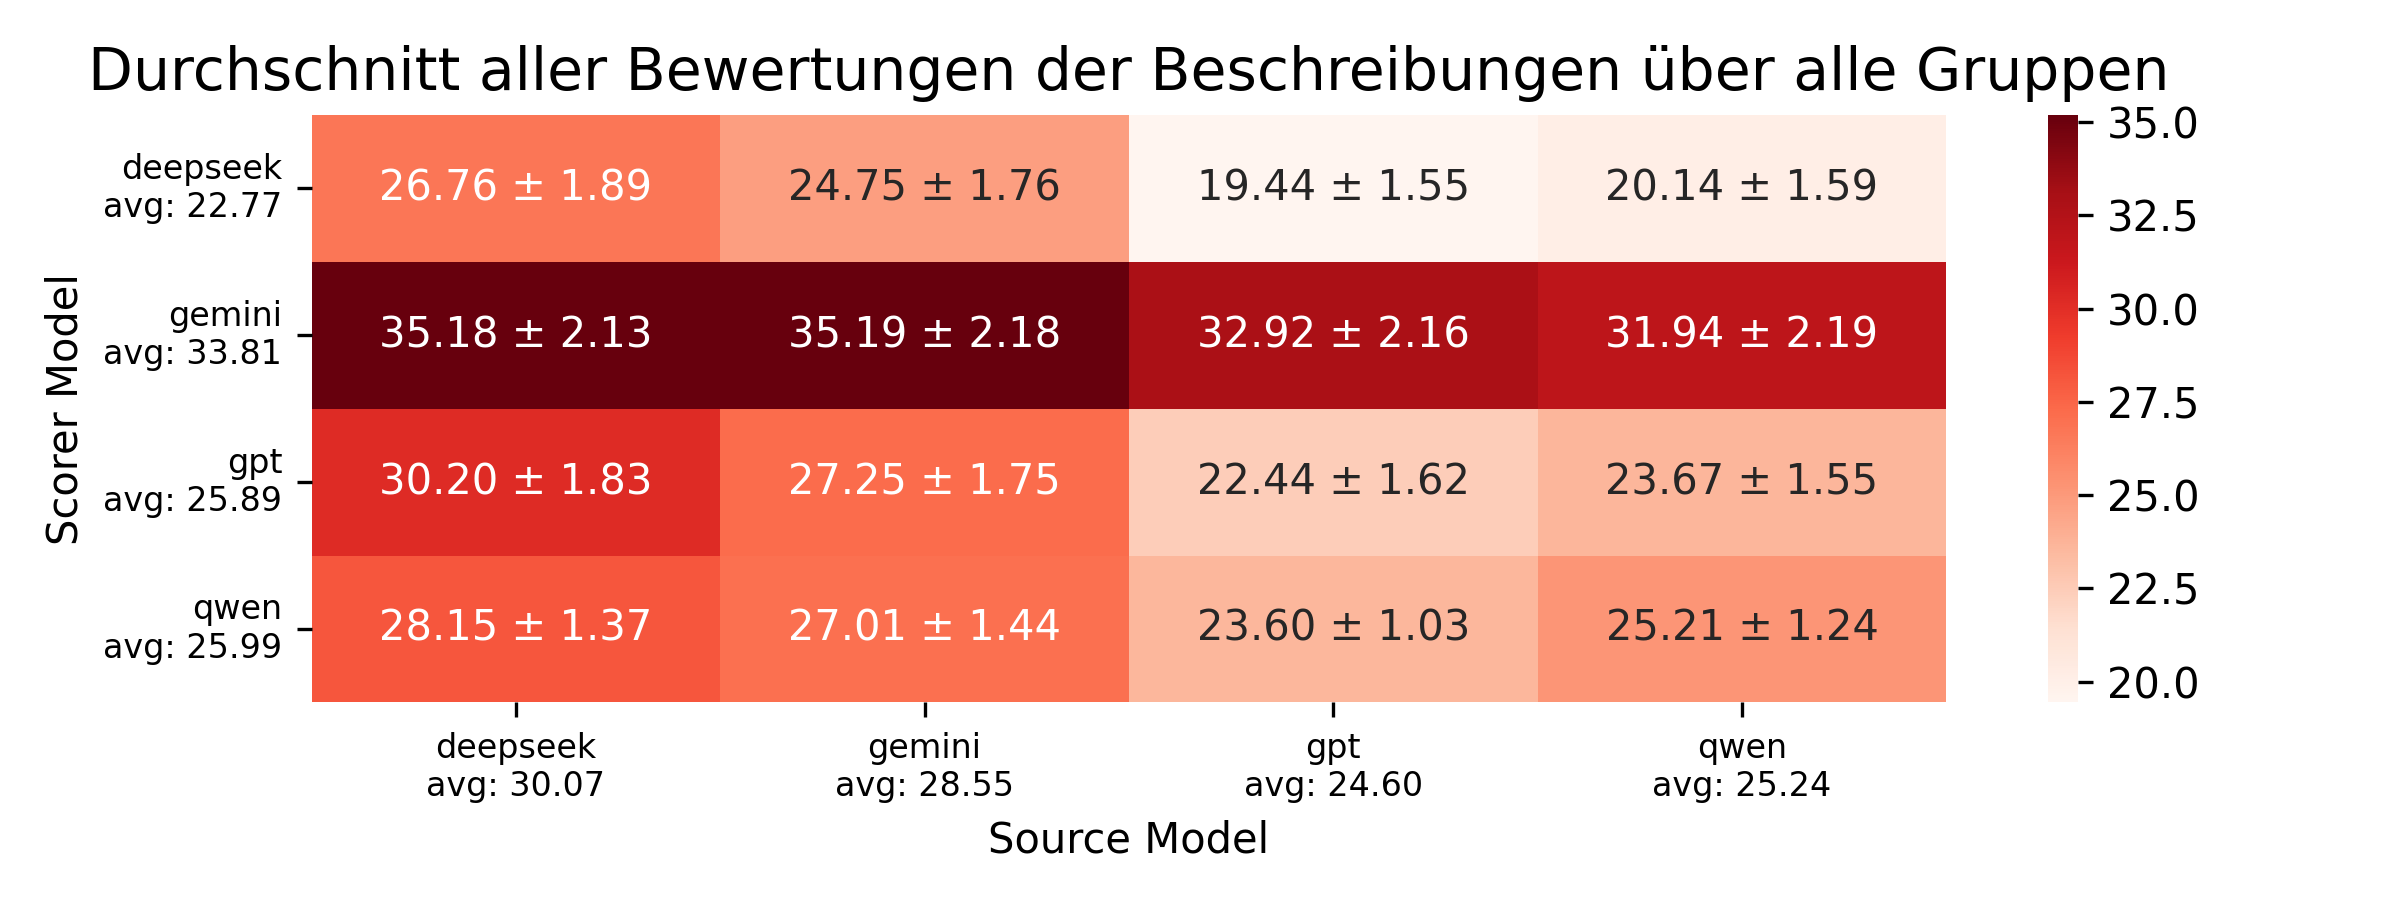 Durchschnitt aller Bewertungen der Beschreibungen über alle Gruppen
Scorer Model
deepseek
avg: 22.77
26.76 ± 1.89 24.75 ± 1.76 19.44 ± 1.55 20.14 ± 1.59
gemini
avg: 33.81
35.18 ± 2.13 35.19 ± 2.18 32.92 ± 2.16 31.94 ± 2.19
gpt
avg: 25.89
30.20 ± 1.83 27.25 ± 1.75 22.44 ± 1.62 23.67 ± 1.55
qwen
avg: 25.99
28.15 ± 1.37 27.01 ± 1.44 23.60 ± 1.03 25.21 ± 1.24
deepseek
avg: 30.07
gemini
avg: 28.55
gpt
avg: 24.60
qwen
avg: 25.24
Source Model
35.0
32.5
30.0
27.5
25.0
22.5
20.0